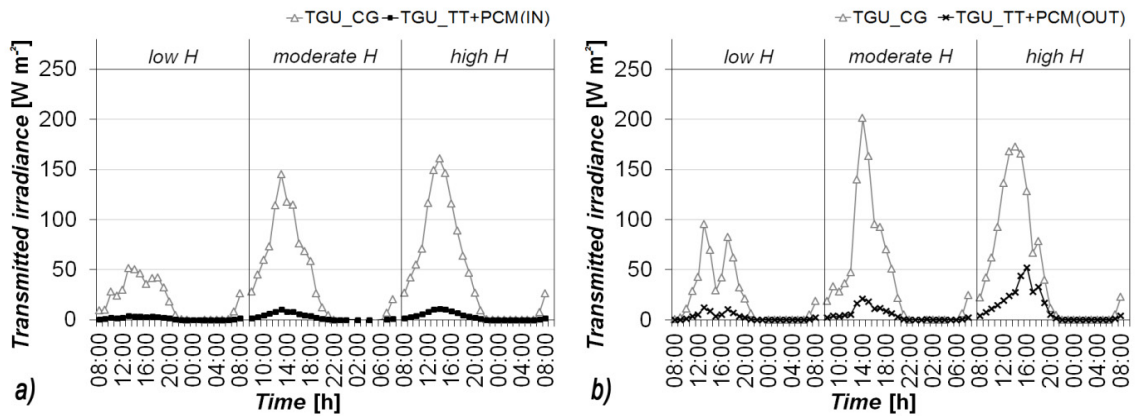 TGU_CG TGU_TT+PCM(IN)
low H moderate H high H
Transmitted irradiance [W m-2]
250
200
150
100
50
0
08:00 12:00 16:00 20:00 00:00 04:00 08:00 10:00 14:00 18:00 22:00 02:00 06:00 08:00 12:00 16:00 20:00 00:00 04:00 08:00
a)
Time [h]
TGU_CG TGU_TT+PCM(OUT)
low H moderate H high H
Transmitted irradiance [W m-2]
250
200
150
100
50
0
08:00 12:00 16:00 20:00 00:00 04:00 08:00 10:00 14:00 18:00 22:00 02:00 06:00 08:00 12:00 16:00 20:00 00:00 04:00 08:00
b)
Time [h]